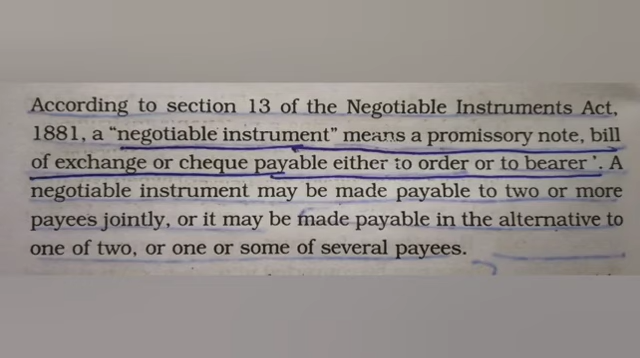 According to section 13 of the Negotiable Instruments Act,
1881, a "negotiable instrument" means a promissory note, bill
of exchange or cheque payable either to order or to bearer'. A
negotiable instrument may be made payable to two or more
payees jointly, or it may be made payable in the alternative to
one of two, or one or some of several payees.